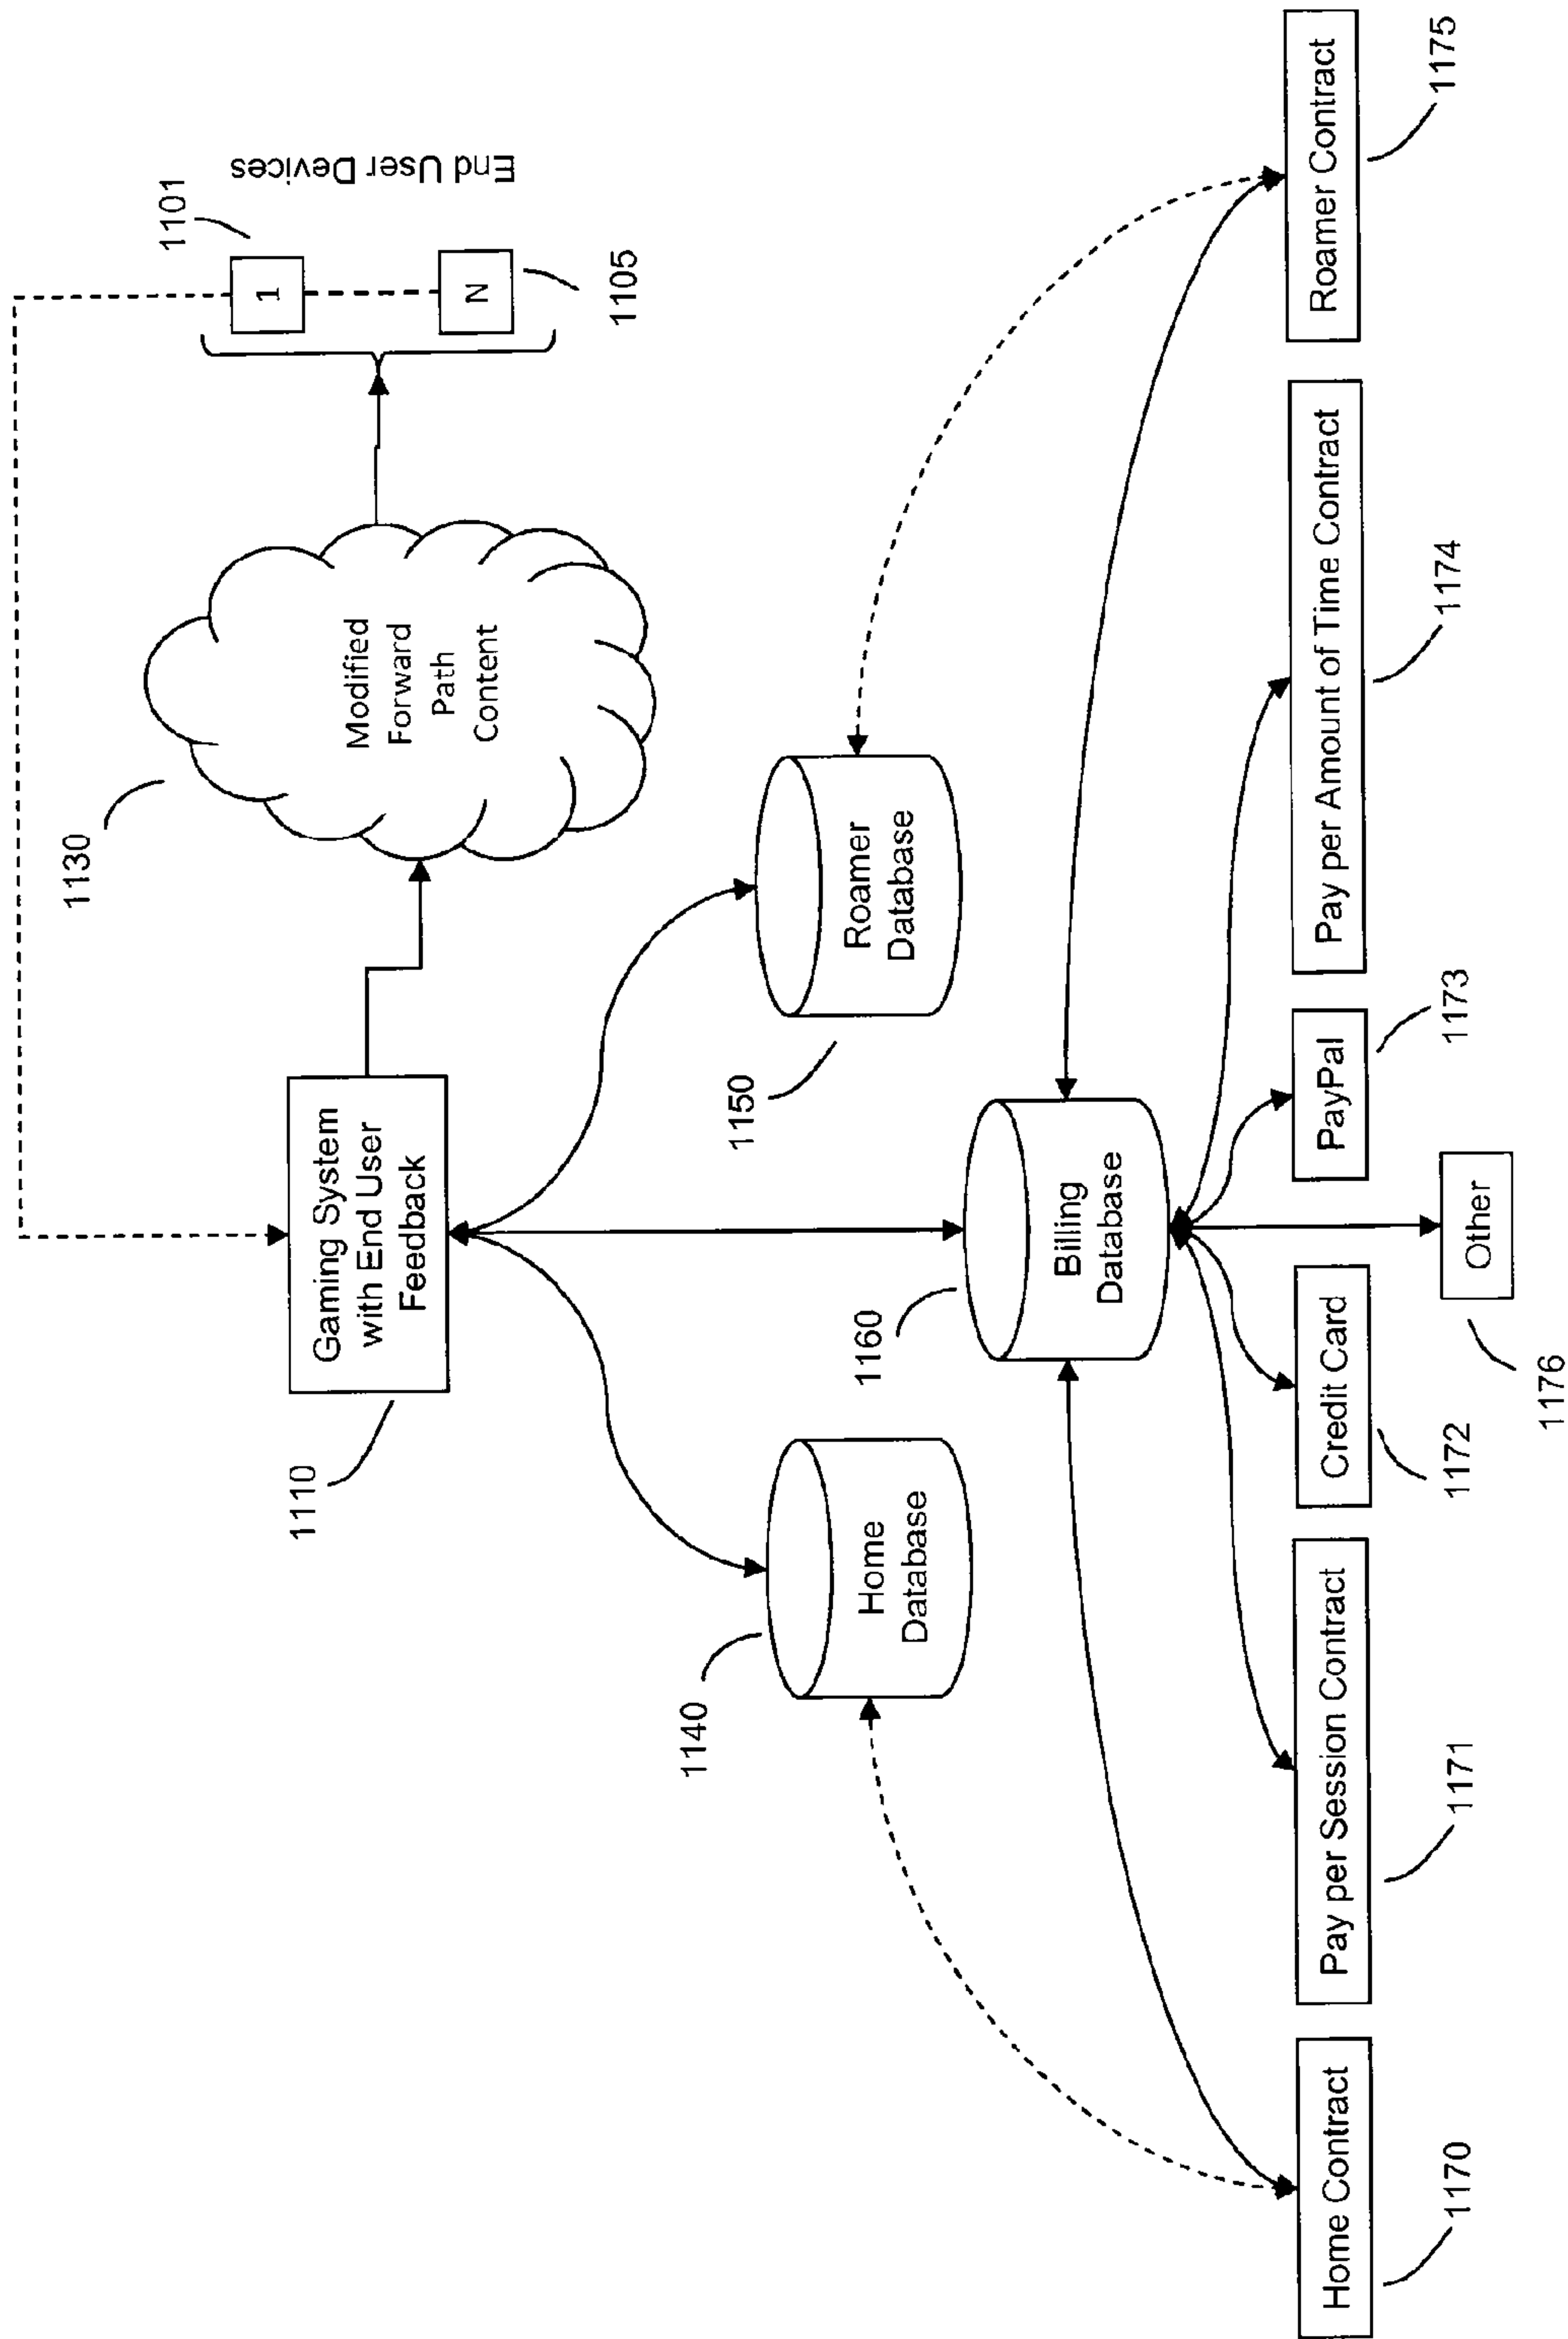 1101
1
N
1105
End User Devices
1130
Modified
Forward
Path
Content
Gaming System
with End User
Feedback
1110
Home
Database
1140
Roamer
Database
1150
Billing
Database
1160
Home Contract
1170
Pay per Session Contract
1171
Credit Card
1172
Other
1176
PayPal
1173
Pay per Amount of Time Contract
1174
Roamer Contract
1175